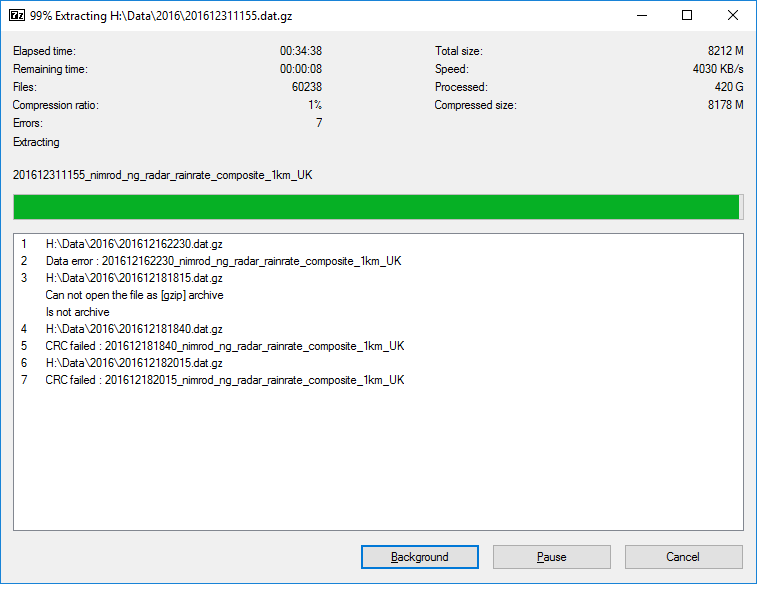 7z 99% Extracting H:\Data\2016\201612311155.dat.gz
Elapsed time: 00:34:38 Total size: 8212 M
Remaining time: 00:00:08 Speed: 4030 KB/s
Files: 60238 Processed: 420 G
Compression ratio: 1% Compressed size: 8178 M
Errors: 7
Extracting
201612311155_nimrod_ng_radar_rainrate_composite_1km_UK
1 H:\Data\2016\201612162230.dat.gz
2 Data error : 201612162230_nimrod_ng_radar_rainrate_composite_1km_UK
3 H:\Data\2016\201612181815.dat.gz
Can not open the file as [gzip] archive
Is not archive
4 H:\Data\2016\201612181840.dat.gz
5 CRC failed : 201612181840_nimrod_ng_radar_rainrate_composite_1km_UK
6 H:\Data\2016\201612182015.dat.gz
7 CRC failed : 201612182015_nimrod_ng_radar_rainrate_composite_1km_UK
Background Pause Cancel